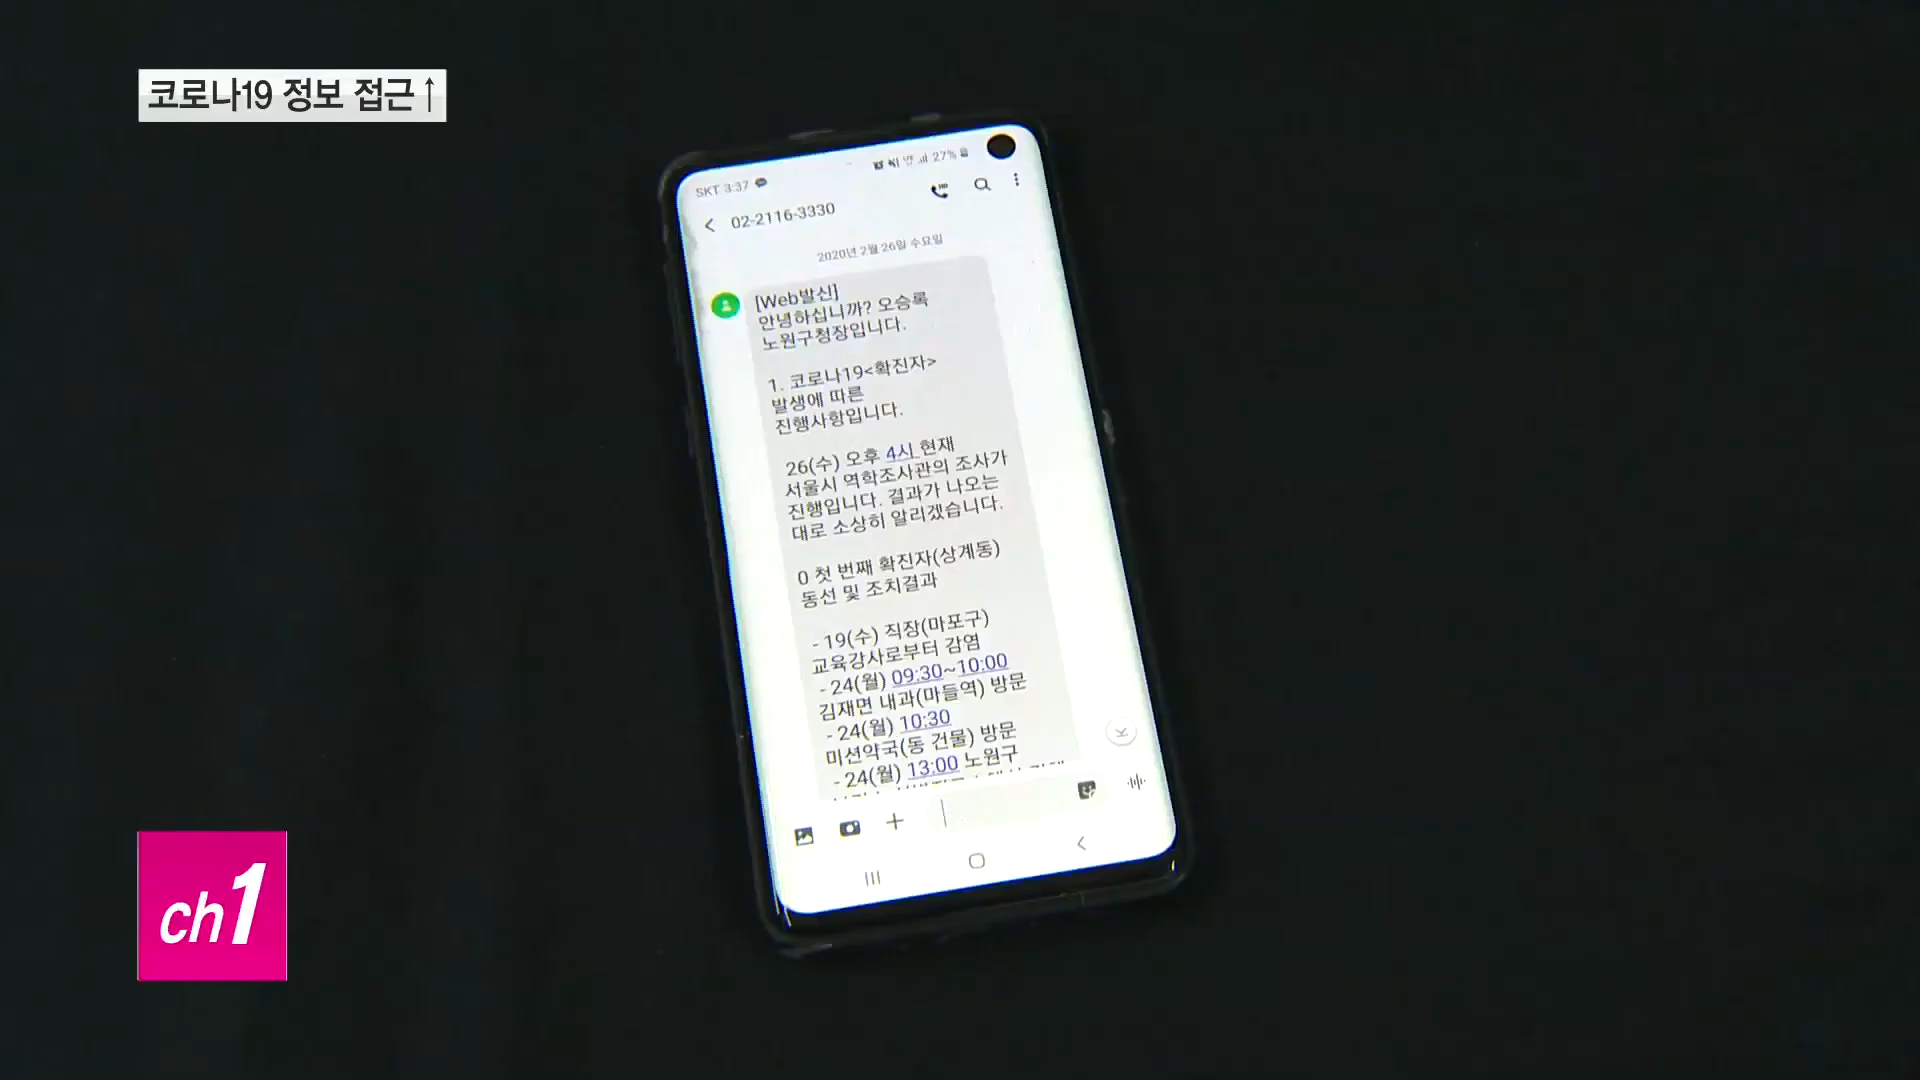 코로나19 정보 접근↑
SKT 3:37
27%
02-2116-3330
2020년 2월 26일 수요일
[Web발신]
안녕하십니까? 오승록
노원구청장입니다.
1. 코로나19<확진자>
발생에 따른
진행사항입니다.
26(수) 오후 4시 현재
서울시 역학조사관의 조사가
진행입니다. 결과가 나오는
대로 소상히 알리겠습니다.
0 첫 번째 확진자(상계동)
동선 및 조치결과
- 19(수) 직장(마포구)
교육강사로부터 감염
- 24(월) 09:30~10:00
김재면 내과(마들역) 방문
- 24(월) 10:30
미션약국(동 건물) 방문
- 24(월) 13:00 노원구
ch1